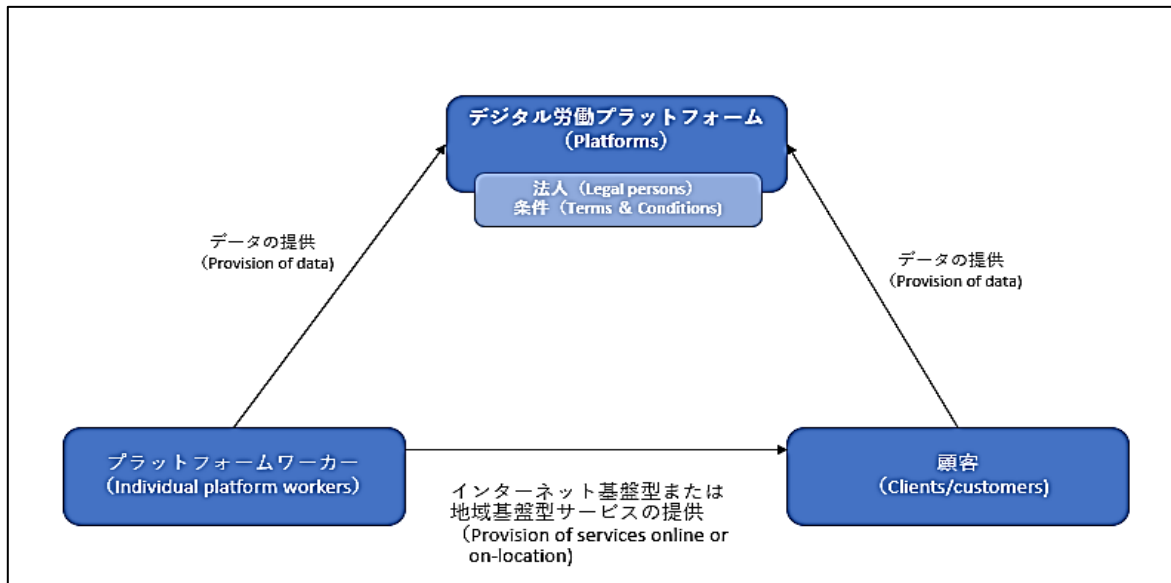 デジタル労働プラットフォーム
（Platforms）
法人（Legal persons）
条件（Terms & Conditions）
データの提供
（Provision of data）
データの提供
（Provision of data）
プラットフォームワーカー
（Individual platform workers）
インターネット基盤型または
地域基盤型サービスの提供
（Provision of services online or
on-location）
顧客
（Clients/customers）